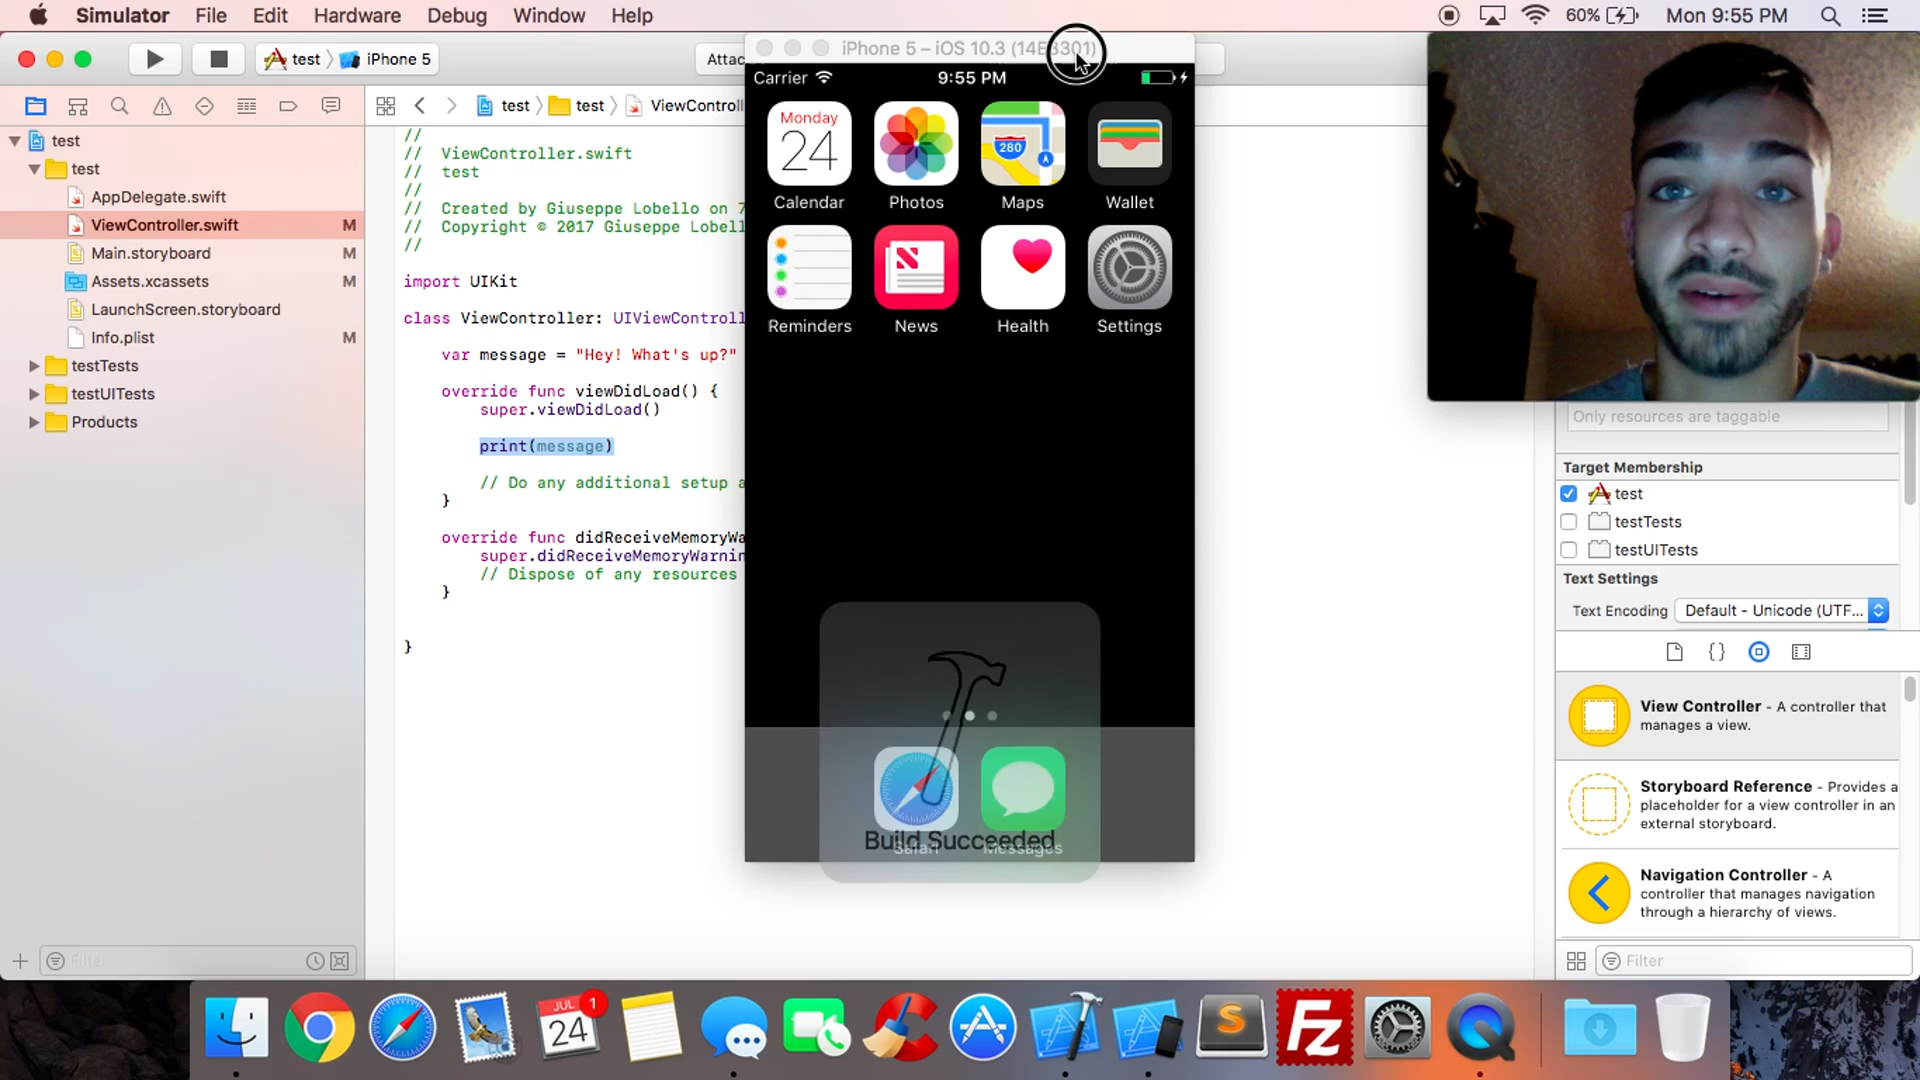 Simulator File Edit Hardware Debug Window Help 60% Mon 9:55 PM
test iPhone 5 Attac
iPhone 5 – iOS 10.3 (14E8301)
Carrier 9:55 PM
test test ViewControll
test
test
AppDelegate.swift
ViewController.swift M
Main.storyboard M
Assets.xcassets M
LaunchScreen.storyboard
Info.plist M
testTests
testUITests
Products
Filter
//
// ViewController.swift
// test
//
// Created by Giuseppe Lobello on 7
// Copyright © 2017 Giuseppe Lobell
//
import UIKit
class ViewController: UIViewControll
var message = "Hey! What's up?"
override func viewDidLoad() {
super.viewDidLoad()
print(message)
// Do any additional setup a
}
override func didReceiveMemoryWa
super.didReceiveMemoryWarnin
// Dispose of any resources
}
}
Monday
24
280
Calendar Photos Maps Wallet
Reminders News Health Settings
Build Succeeded
Safari Messages
Only resources are taggable
Target Membership
test
testTests
testUITests
Text Settings
Text Encoding Default - Unicode (UTF...
{}
View Controller - A controller that
manages a view.
Storyboard Reference - Provides a
placeholder for a view controller in an
external storyboard.
Navigation Controller - A
controller that manages navigation
through a hierarchy of views.
Filter
JUL 1
24
S
Fz